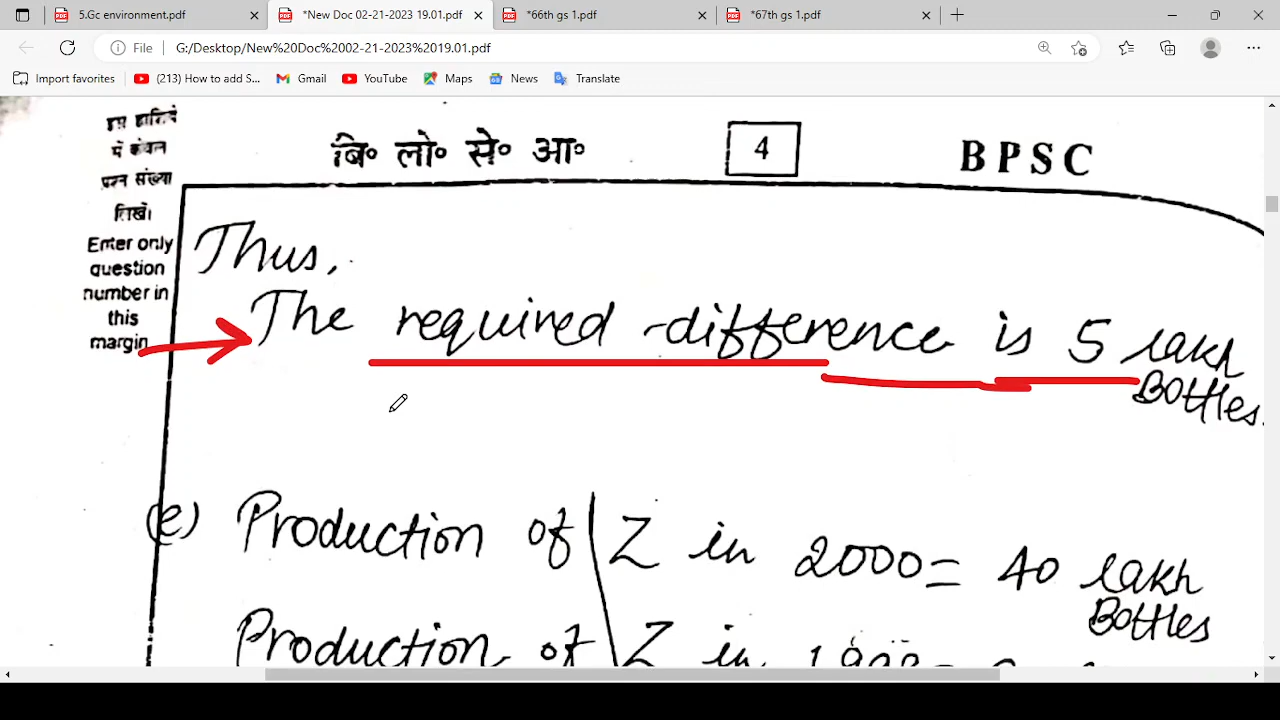 5.Gc environment.pdf
*New Doc 02-21-2023 19.01.pdf
*66th gs 1.pdf
*67th gs 1.pdf
File
G:/Desktop/New%20Doc%2002-21-2023%2019.01.pdf
Import favorites
(213) How to add S...
Gmail
YouTube
Maps
News
Translate
इस हाशिये
में केवल
प्रश्न संख्या
लिखें।
Enter only
question
number in
this
margin
बि० लो० से० आ०
4
BPSC
Thus,
The required difference is 5 lakh
Bottles.
(e) Production of Z in 2000 = 40 lakh
Bottles
Production of Z in